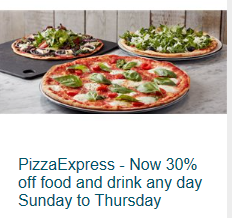 PizzaExpress - Now 30%
off food and drink any day
Sunday to Thursday